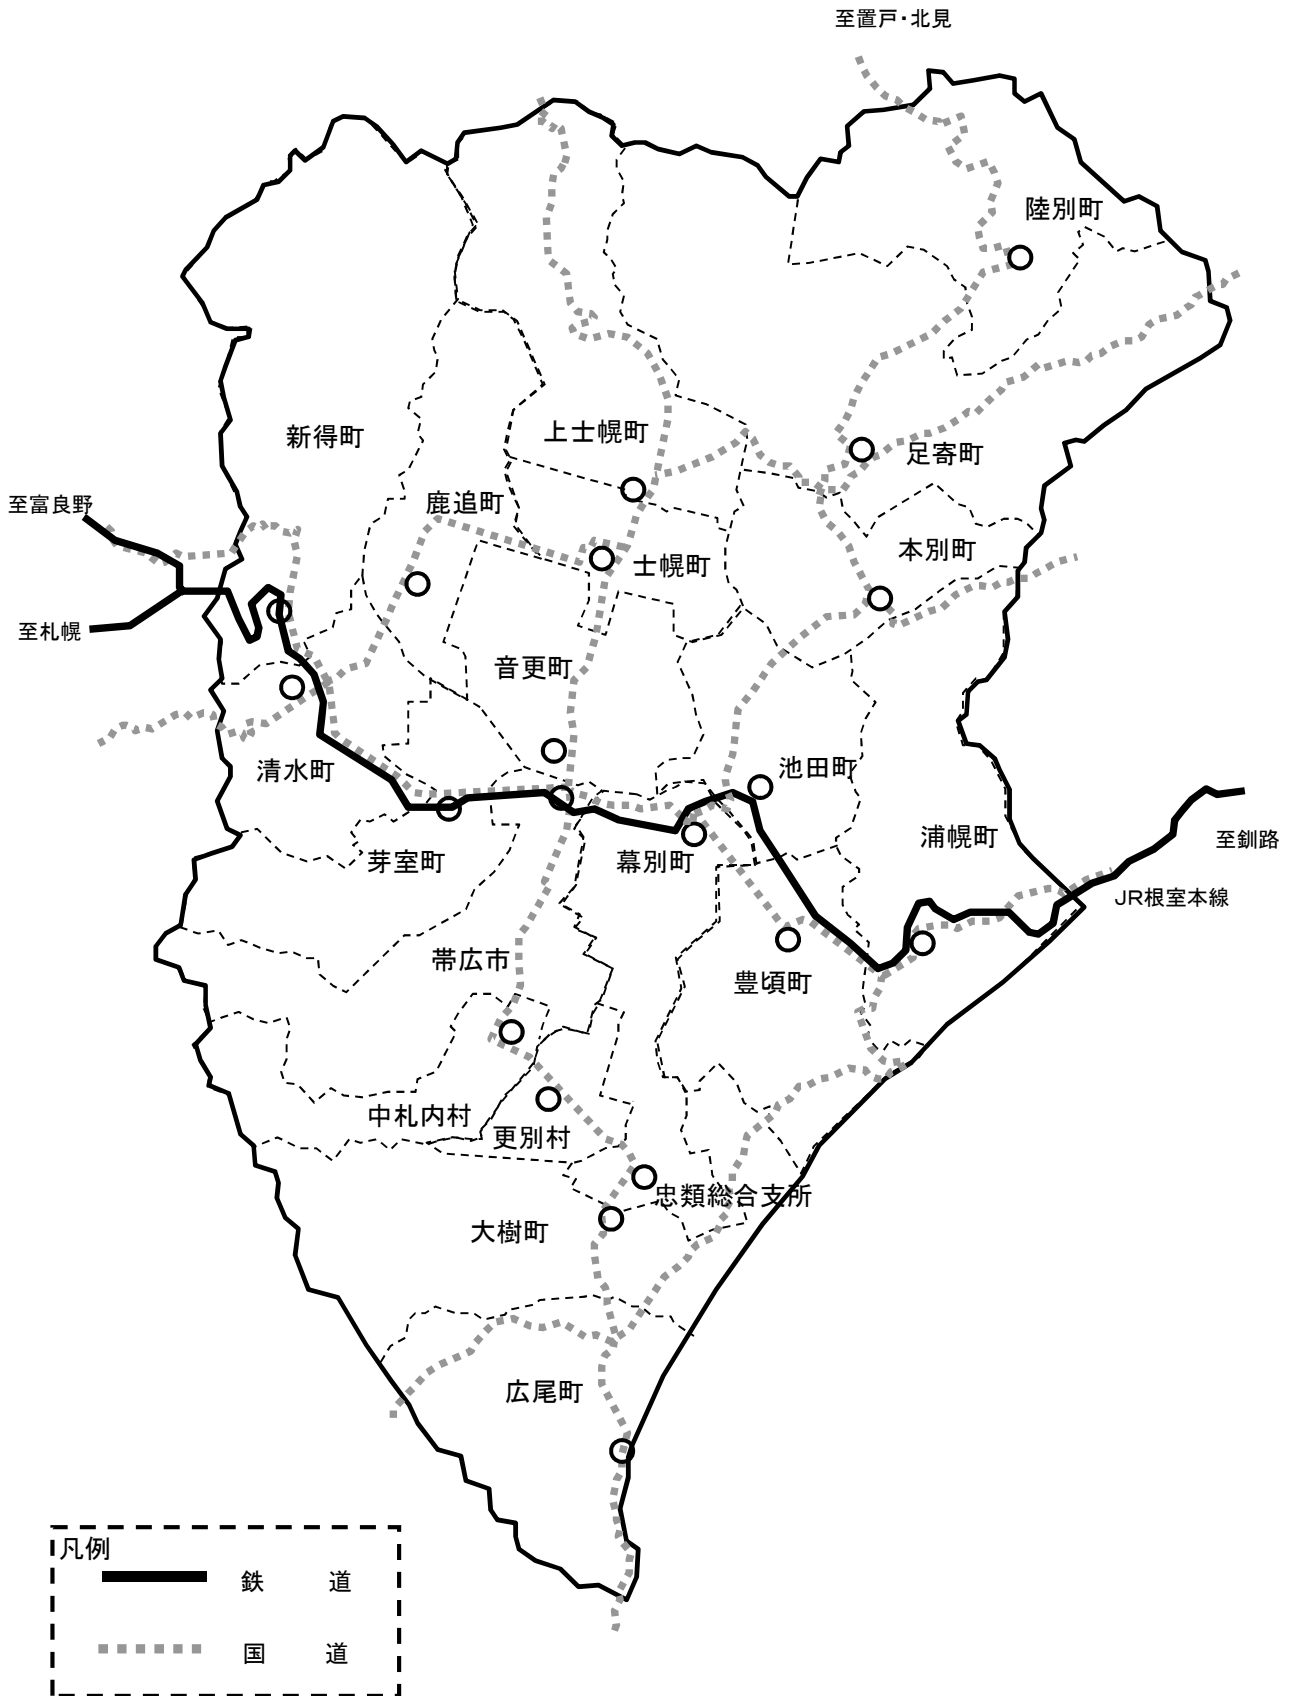 至置戸・北見
陸別町
新得町
上士幌町
足寄町
至富良野
鹿追町
本別町
士幌町
至札幌
音更町
清水町
池田町
浦幌町
至釧路
芽室町
幕別町
JR根室本線
帯広市
豊頃町
中札内村
更別村
忠類総合支所
大樹町
広尾町
凡例
鉄 道
国 道